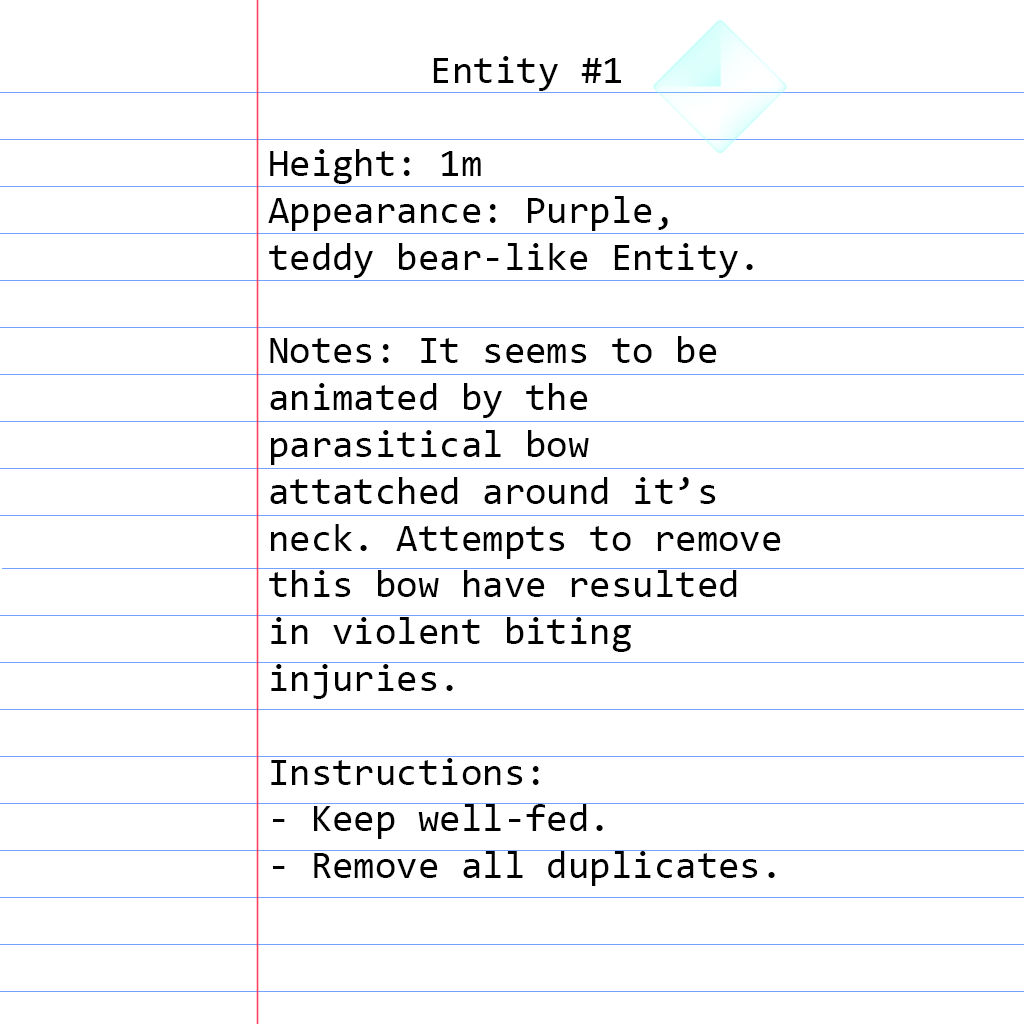 Entity #1
Height: 1m
Appearance: Purple,
teddy bear-like Entity.
Notes: It seems to be
animated by the
parasitical bow
attatched around it’s
neck. Attempts to remove
this bow have resulted
in violent biting
injuries.
Instructions:
- Keep well-fed.
- Remove all duplicates.